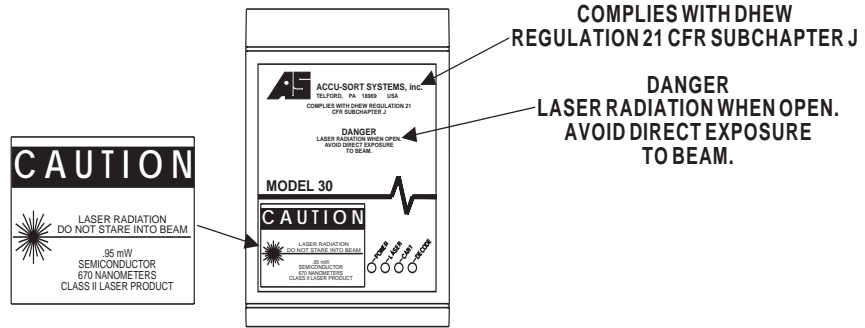 COMPLIES WITH DHEW
REGULATION 21 CFR SUBCHAPTER J
DANGER
LASER RADIATION WHEN OPEN.
AVOID DIRECT EXPOSURE
TO BEAM.
AS
ACCU-SORT SYSTEMS, inc.
TELFORD, PA 18969 USA
COMPLIES WITH DHEW REGULATION 21
CFR SUBCHAPTER J
DANGER
LASER RADIATION WHEN OPEN.
AVOID DIRECT EXPOSURE
TO BEAM.
MODEL 30
CAUTION
LASER RADIATION
DO NOT STARE INTO BEAM
.95 mW
SEMICONDUCTOR
670 NANOMETERS
CLASS II LASER PRODUCT
POWER
LASER
CAR1
DECODE
CAUTION
LASER RADIATION
DO NOT STARE INTO BEAM
.95 mW
SEMICONDUCTOR
670 NANOMETERS
CLASS II LASER PRODUCT